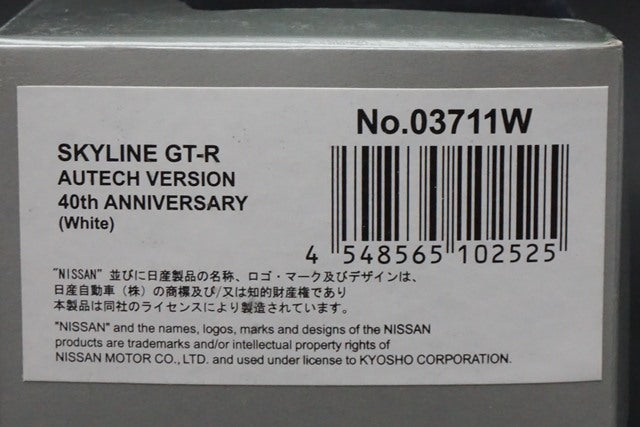 No.03711W
SKYLINE GT-R
AUTECH VERSION
40th ANNIVERSARY
(White)
4 548565 102525
"NISSAN" 並びに日産製品の名称、ロゴ・マーク及びデザインは、
日産自動車（株）の商標及び/又は知的財産権であり
本製品は同社のライセンスにより製造されています。
"NISSAN" and the names, logos, marks and designs of the NISSAN
products are trademarks and/or intellectual property rights of
NISSAN MOTOR CO., LTD. and used under license to KYOSHO CORPORATION.